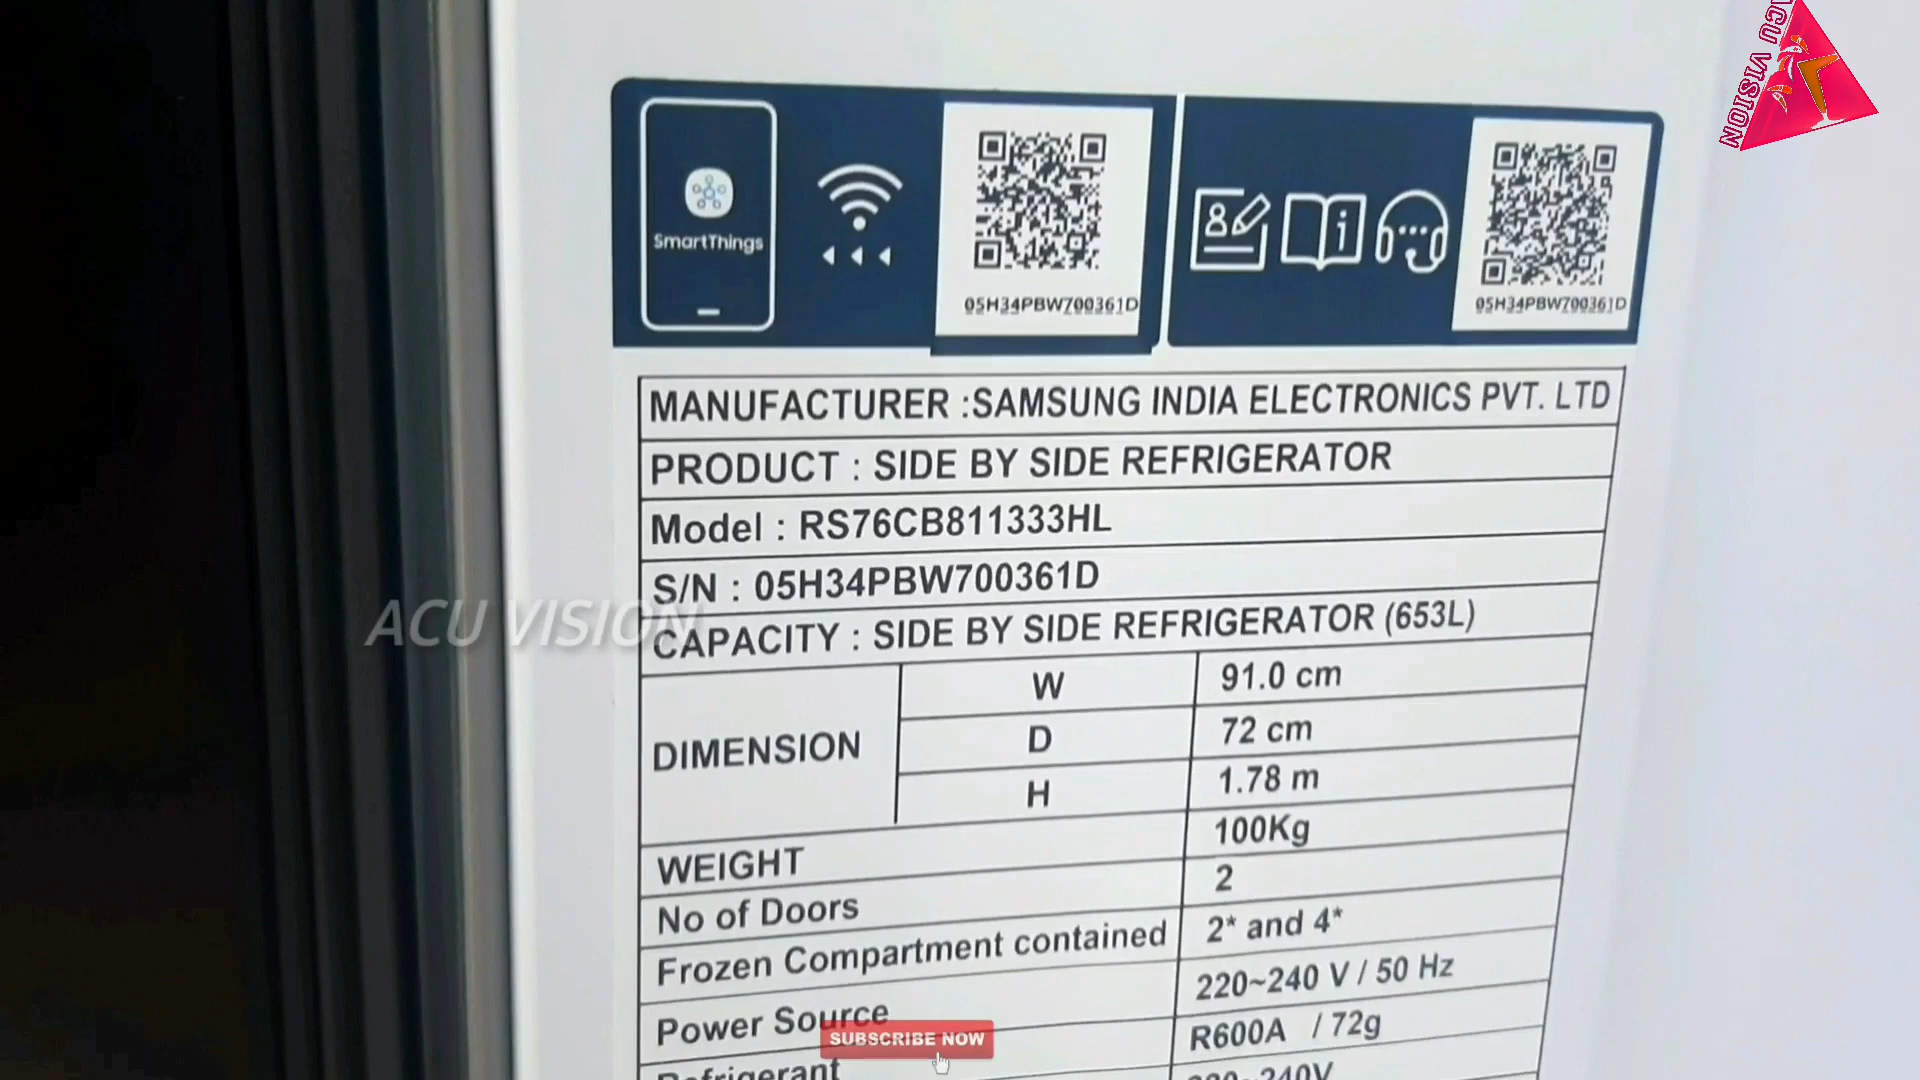 ACU VISION
SmartThings
05H34PBW700361D
05H34PBW700361D
MANUFACTURER :SAMSUNG INDIA ELECTRONICS PVT. LTD
PRODUCT : SIDE BY SIDE REFRIGERATOR
Model : RS76CB811333HL
S/N : 05H34PBW700361D
ACU VISION
CAPACITY : SIDE BY SIDE REFRIGERATOR (653L)
DIMENSION
W 91.0 cm
D 72 cm
H 1.78 m
WEIGHT 100Kg
No of Doors 2
Frozen Compartment contained 2* and 4*
Power Source 220~240 V / 50 Hz
SUBSCRIBE NOW
Refrigerant R600A / 72g
220~240V